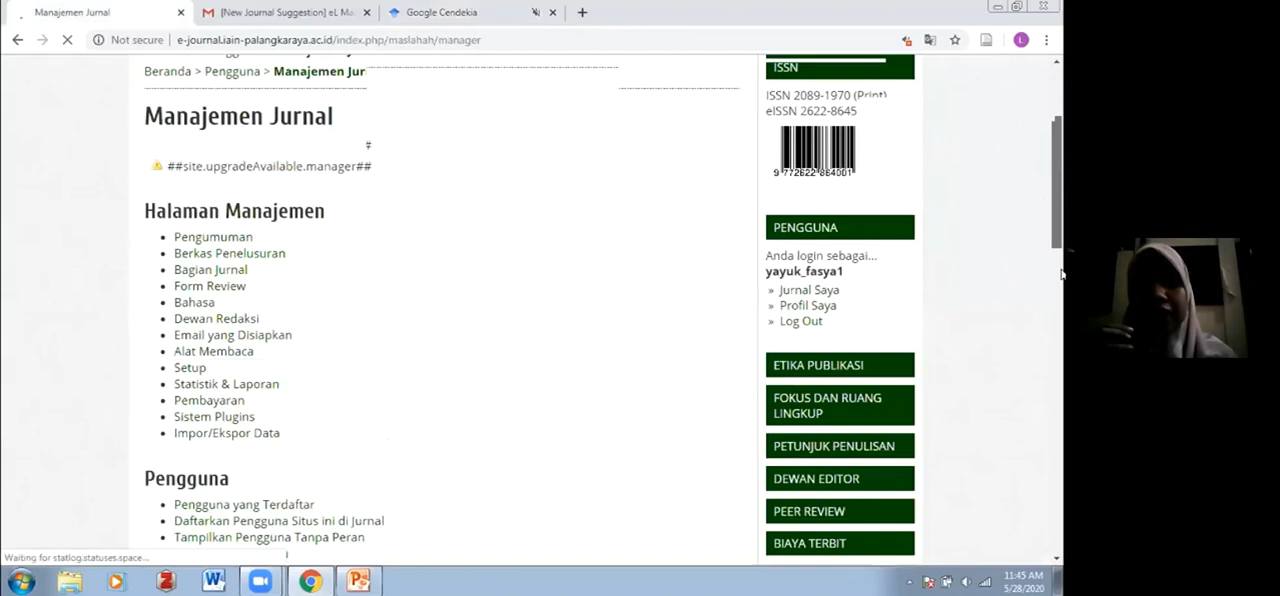 Manajemen Jurnal
[New Journal Suggestion] eL Ma
Google Cendekia
Not secure
e-journal.iain-palangkaraya.ac.id/index.php/maslahah/manager
L
Beranda > Pengguna > Manajemen Jur
Manajemen Jurnal
#
##site.upgradeAvailable.manager##
Halaman Manajemen
Pengumuman
Berkas Penelusuran
Bagian Jurnal
Form Review
Bahasa
Dewan Redaksi
Email yang Disiapkan
Alat Membaca
Setup
Statistik & Laporan
Pembayaran
Sistem Plugins
Impor/Ekspor Data
Pengguna
Pengguna yang Terdaftar
Daftarkan Pengguna Situs ini di Jurnal
Tampilkan Pengguna Tanpa Peran
ISSN
ISSN 2089-1970 (Print)
eISSN 2622-8645
9 772622 864001
PENGGUNA
Anda login sebagai...
yayuk_fasya1
» Jurnal Saya
» Profil Saya
» Log Out
ETIKA PUBLIKASI
FOKUS DAN RUANG
LINGKUP
PETUNJUK PENULISAN
DEWAN EDITOR
PEER REVIEW
BIAYA TERBIT
Waiting for statlog.statuses.space...
11:45 AM
5/28/2020